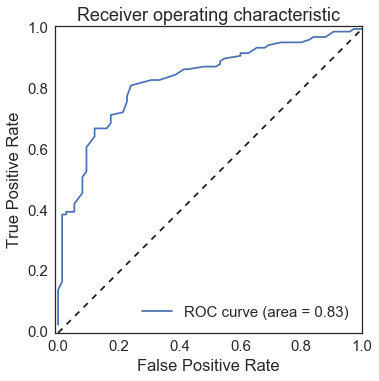 Receiver operating characteristic
1.0
0.8
0.6
0.4
0.2
0.0
True Positive Rate
ROC curve (area = 0.83)
0.0 0.2 0.4 0.6 0.8 1.0
False Positive Rate